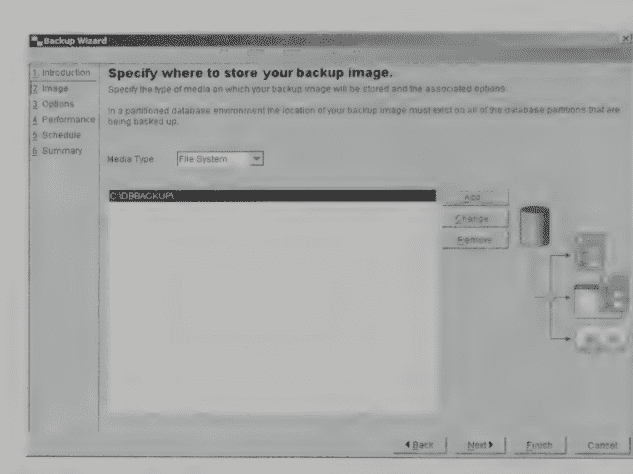 Backup Wizard
1. Introduction
2 Image
3 Options
4 Performance
5 Schedule
6 Summary
Specify where to store your backup image.
Specify the type of media on which your backup image will be stored and the associated options.
In a partitioned database environment the location of your backup image must exist on all of the database partitions that are
being backed up.
Media Type File System
C:\DBBACKUP\
Add
Change
Remove
Back Next Finish Cancel